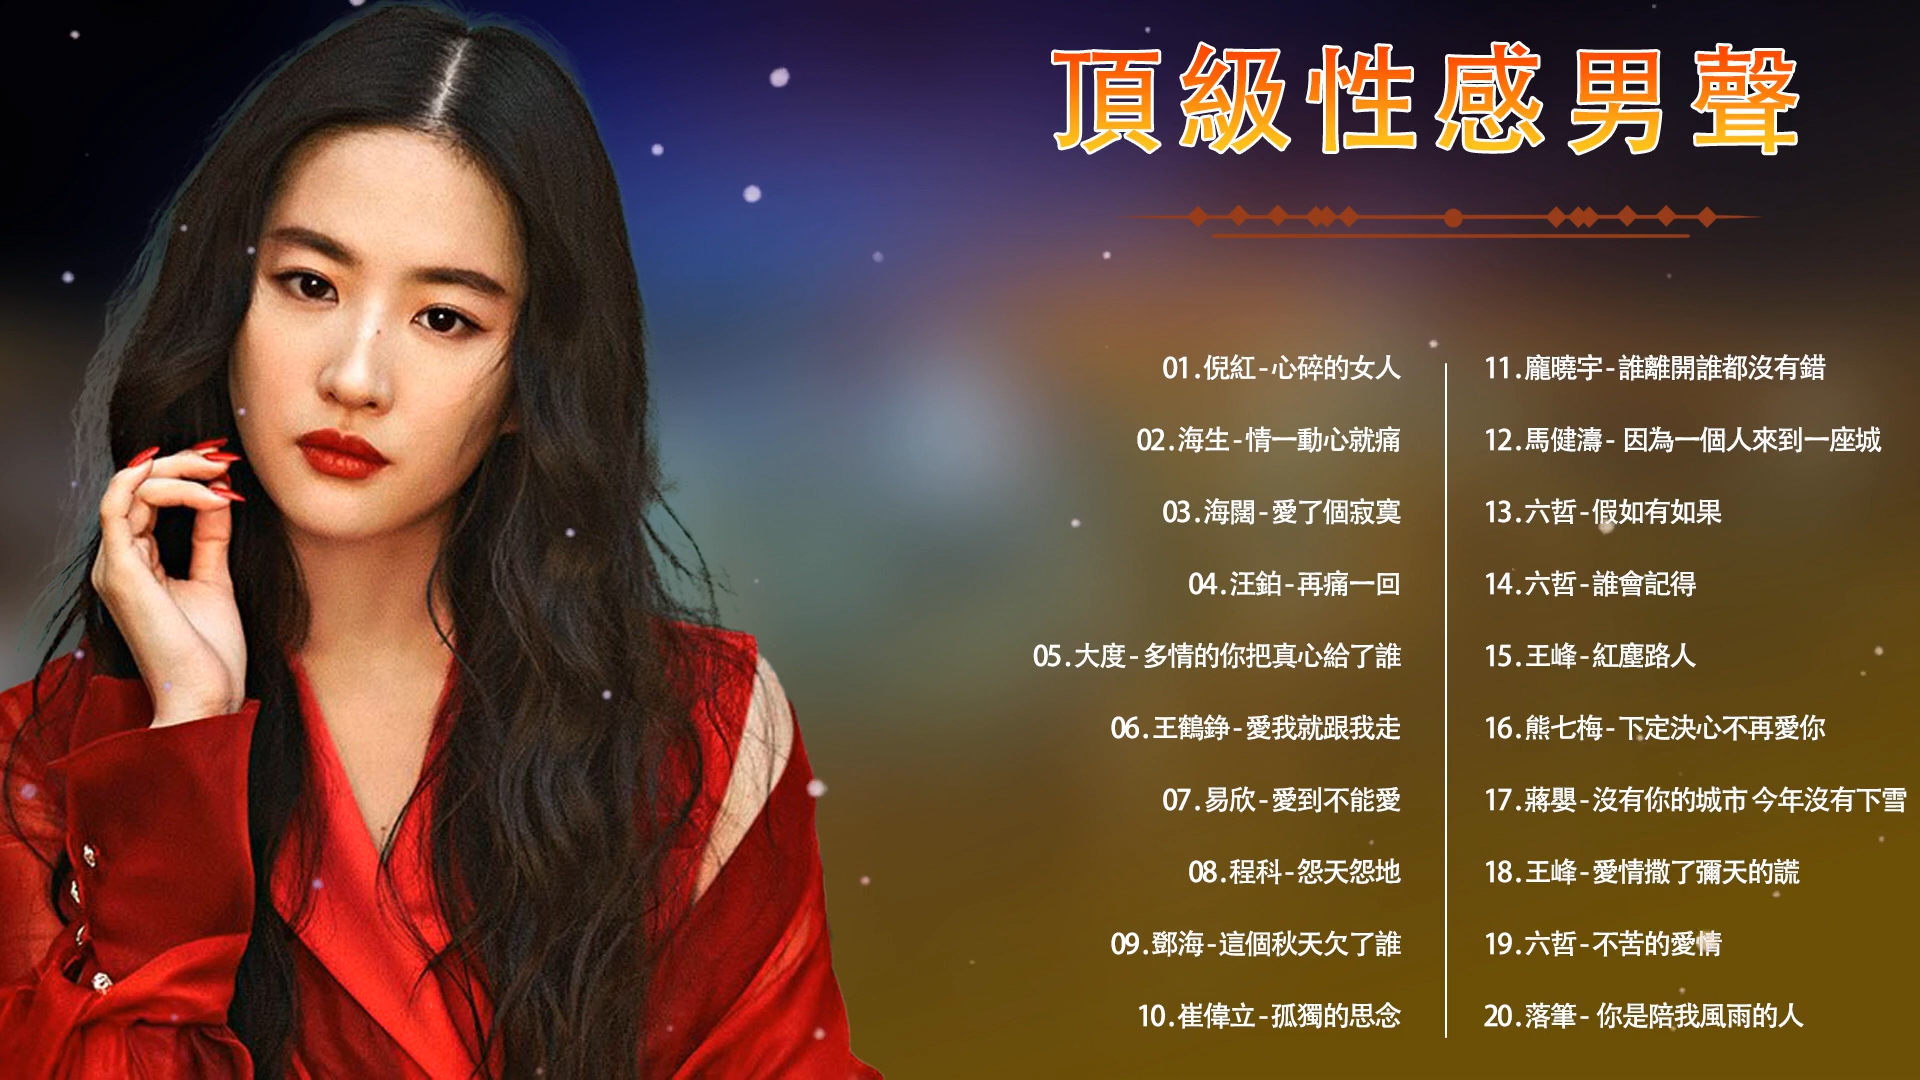 頂級性感男聲
01.倪紅-心碎的女人
02.海生-情一動心就痛
03.海闊-愛了個寂寞
04.汪鉑-再痛一回
05.大度-多情的你把真心給了誰
06.王鶴錚-愛我就跟我走
07.易欣-愛到不能愛
08.程科-怨天怨地
09.鄧海-這個秋天欠了誰
10.崔偉立-孤獨的思念
11.龐曉宇-誰離開誰都沒有錯
12.馬健濤- 因為一個人來到一座城
13.六哲-假如有如果
14.六哲-誰會記得
15.王峰-紅塵路人
16.熊七梅-下定決心不再愛你
17.蔣嬰-沒有你的城市 今年沒有下雪
18.王峰-愛情撒了彌天的謊
19.六哲-不苦的愛情
20.落筆- 你是陪我風雨的人